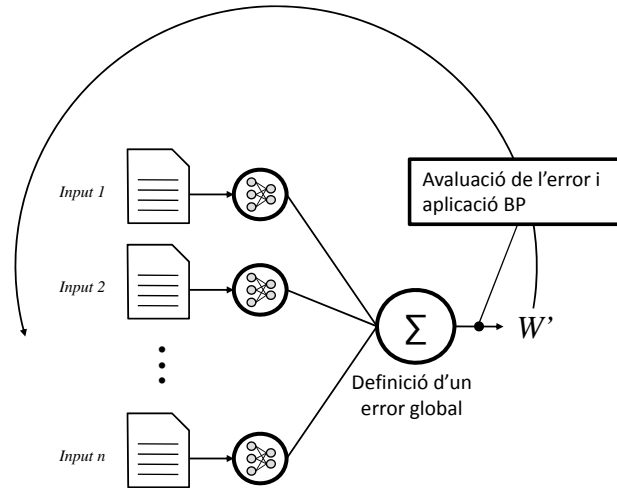 Input 1
Avaluació de l'error i
aplicació BP
Input 2
Σ
W'
Definició d'un
error global
Input n